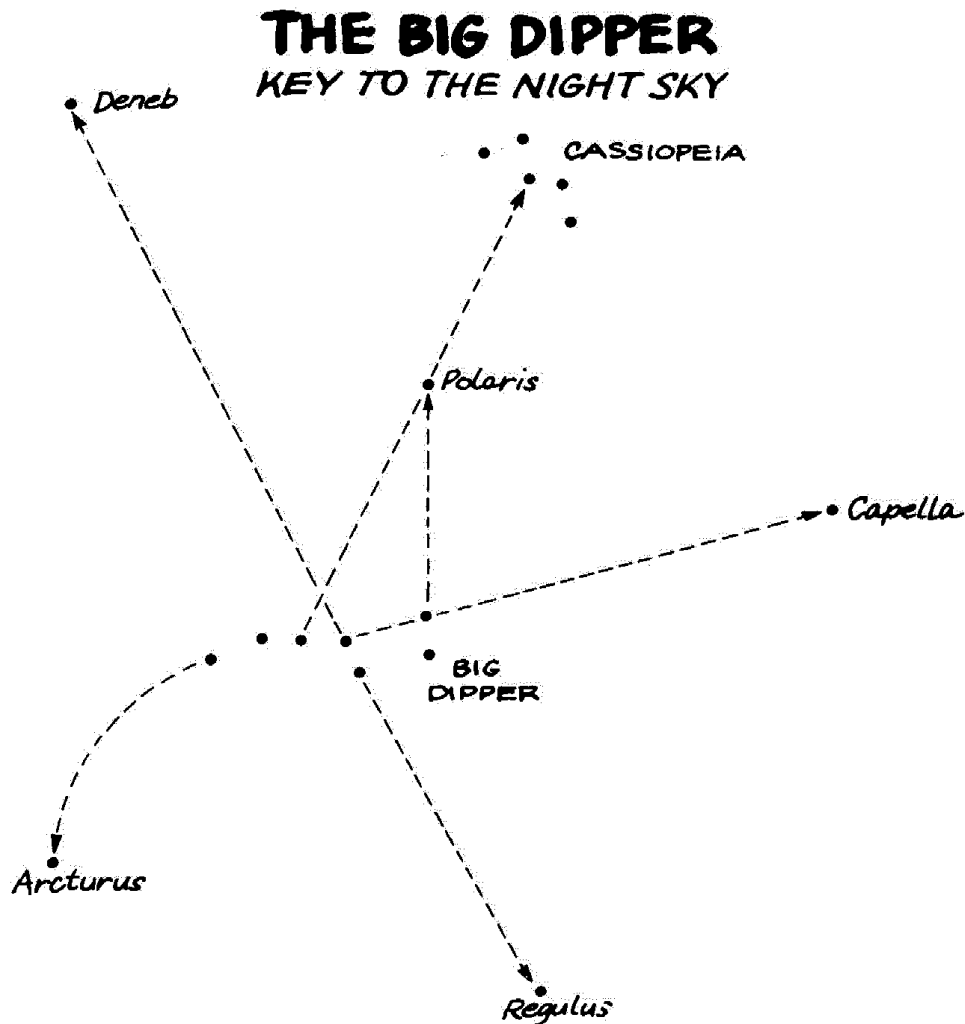 THE BIG DIPPER
KEY TO THE NIGHT SKY
Deneb
CASSIOPEIA
Polaris
Capella
BIG
DIPPER
Arcturus
Regulus